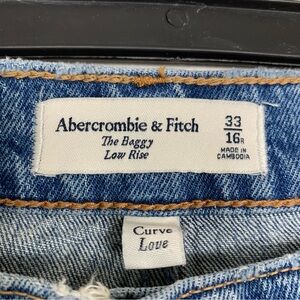 Abercrombie & Fitch
The Baggy
Low Rise
33
16R
MADE IN
CAMBODIA
Curve
Love